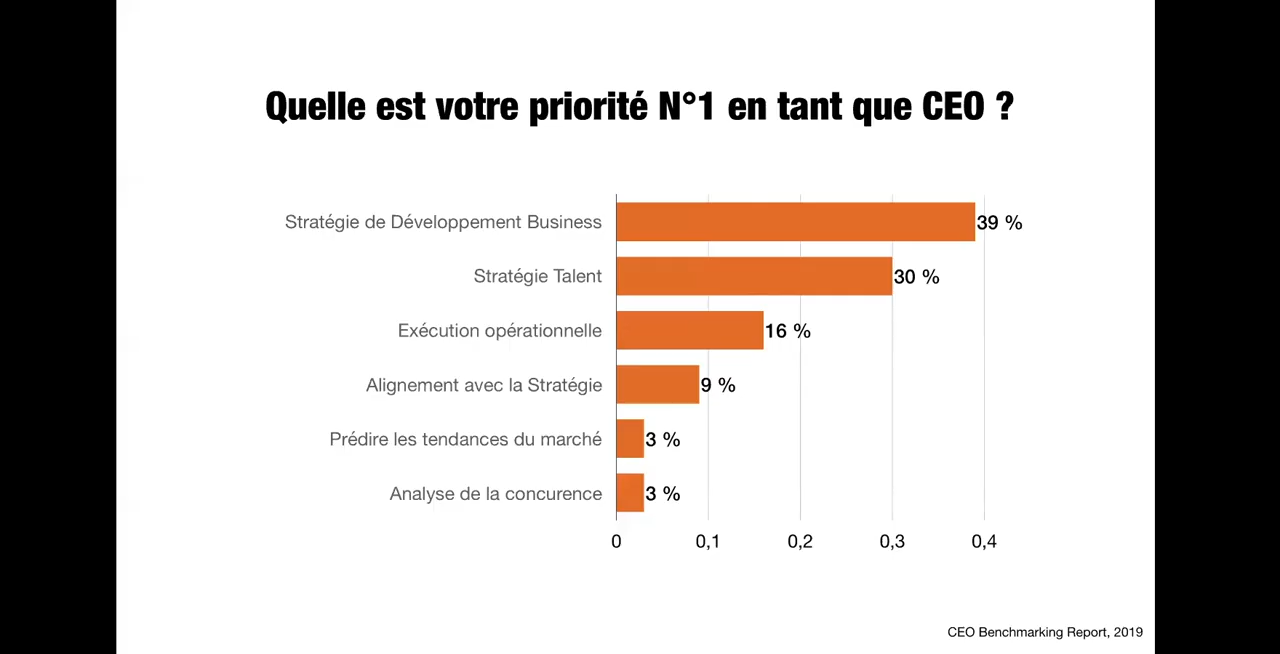 Quelle est votre priorité N°1 en tant que CEO ?
Stratégie de Développement Business
39 %
Stratégie Talent
30 %
Exécution opérationnelle
16 %
Alignement avec la Stratégie
9 %
Prédire les tendances du marché
3 %
Analyse de la concurence
3 %
0 0,1 0,2 0,3 0,4
CEO Benchmarking Report, 2019